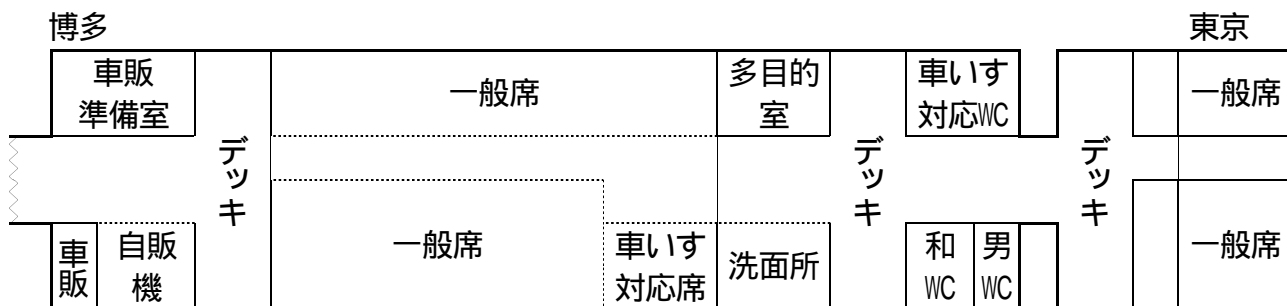 博多
東京
車販
準備室
デッキ
一般席
多目的
室
デッキ
車いす
対応WC
デッキ
一般席
車
販
自販
機
一般席
車いす
対応席
洗面所
和
WC
男
WC
一般席